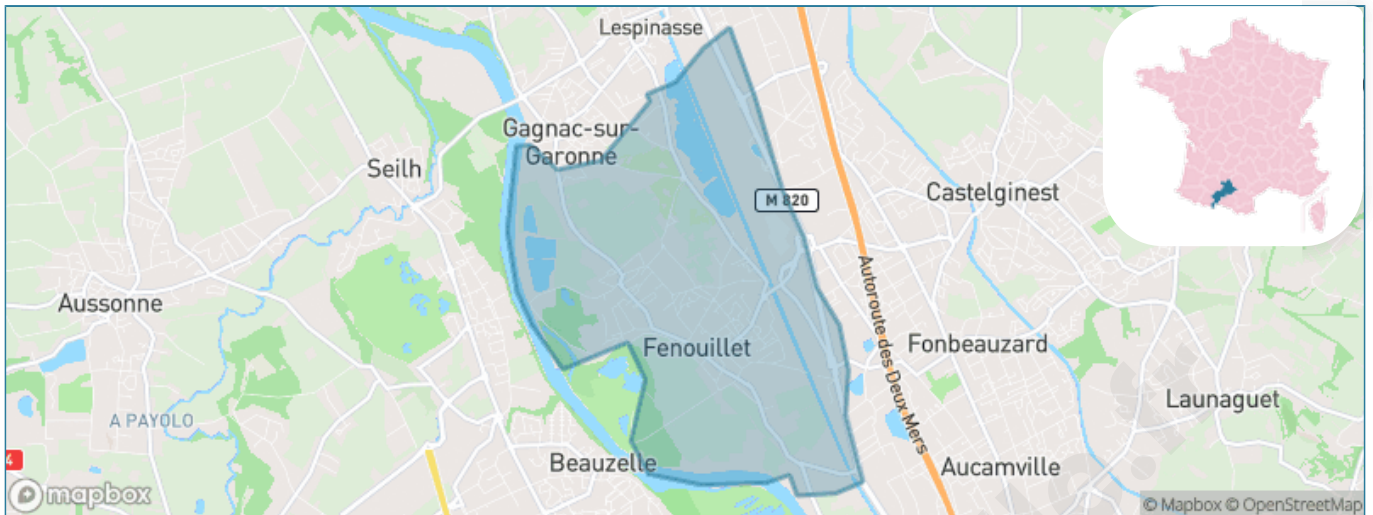 Lespinasse
Gagnac-sur-
Garonne
Seilh
M 820
Castelginest
Aussonne
Autoroute des Deux Mers
Fenouillet
Fonbeauzard
Launaguet
A PAYOLO
Beauzelle
Aucamville
4
mapbox
© Mapbox © OpenStreetMap